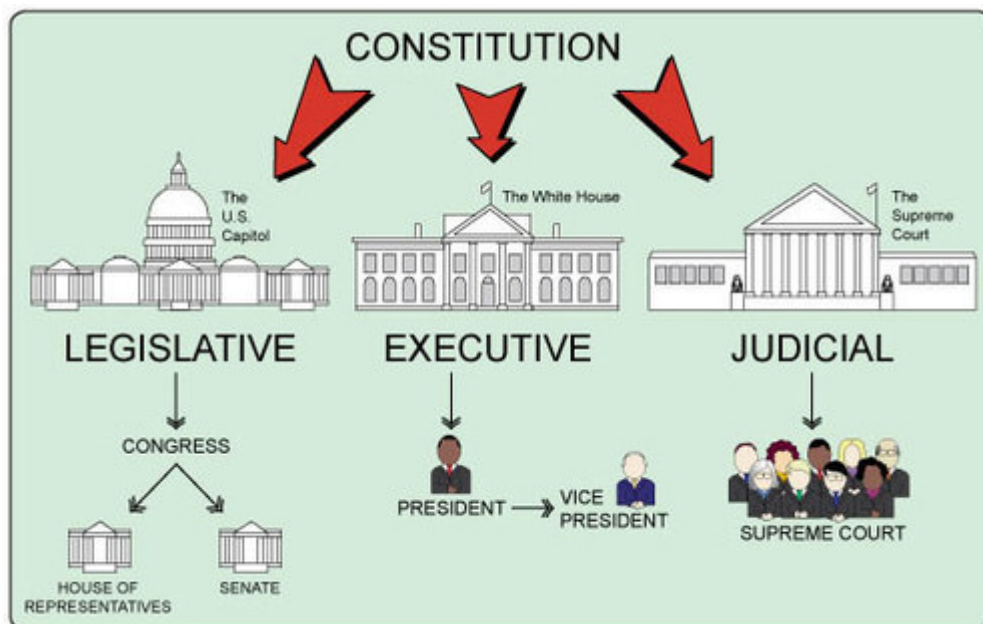 CONSTITUTION
The
U.S.
Capitol
The White House
The
Supreme
Court
LEGISLATIVE
EXECUTIVE
JUDICIAL
CONGRESS
HOUSE OF
REPRESENTATIVES
SENATE
PRESIDENT
VICE
PRESIDENT
SUPREME COURT